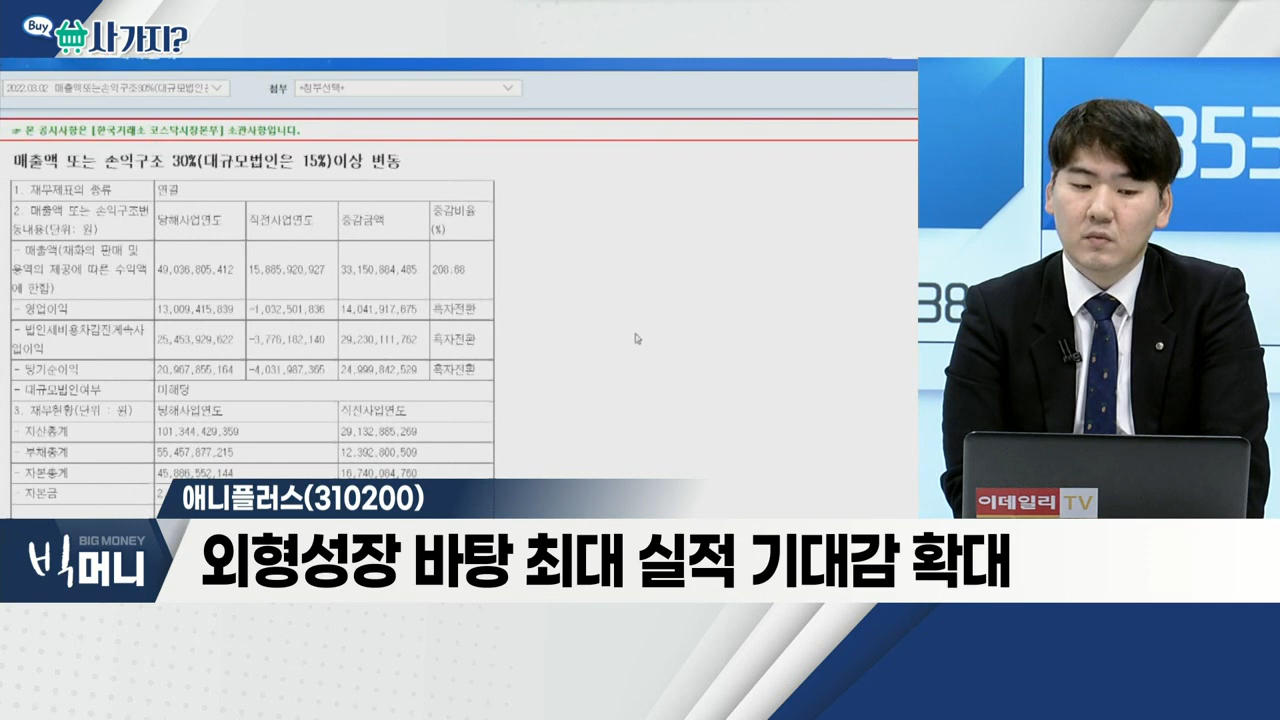 Buy
사가지?
2022.03.02 매출액또는손익구조30%(대규모법인은
첨부
+첨부선택+
☞ 본 공시사항은 [한국거래소 코스닥시장본부] 소관사항입니다.
매출액 또는 손익구조 30%(대규모법인은 15%)이상 변동
1. 재무제표의 종류 연결
2. 매출액 또는 손익구조변동내용(단위: 원) 당해사업연도 직전사업연도 증감금액 증감비율(%)
- 매출액(재화의 판매 및 용역의 제공에 따른 수익액에 한함) 49,036,805,412 15,885,920,927 33,150,884,485 208.68
- 영업이익 13,009,415,839 -1,032,501,836 14,041,917,675 흑자전환
- 법인세비용차감전계속사업이익 25,453,929,622 -3,776,182,140 29,230,111,762 흑자전환
- 당기순이익 20,967,855,164 -4,031,987,365 24,999,842,529 흑자전환
- 대규모법인여부 미해당
3. 재무현황(단위 : 원) 당해사업연도 직전사업연도
- 자산총계 101,344,429,359 29,132,885,269
- 부채총계 55,457,877,215 12,392,800,509
- 자본총계 45,886,552,144 16,740,084,760
- 자본금
353
38
이데일리TV
애니플러스(310200)
BIG MONEY
빅머니
외형성장 바탕 최대 실적 기대감 확대